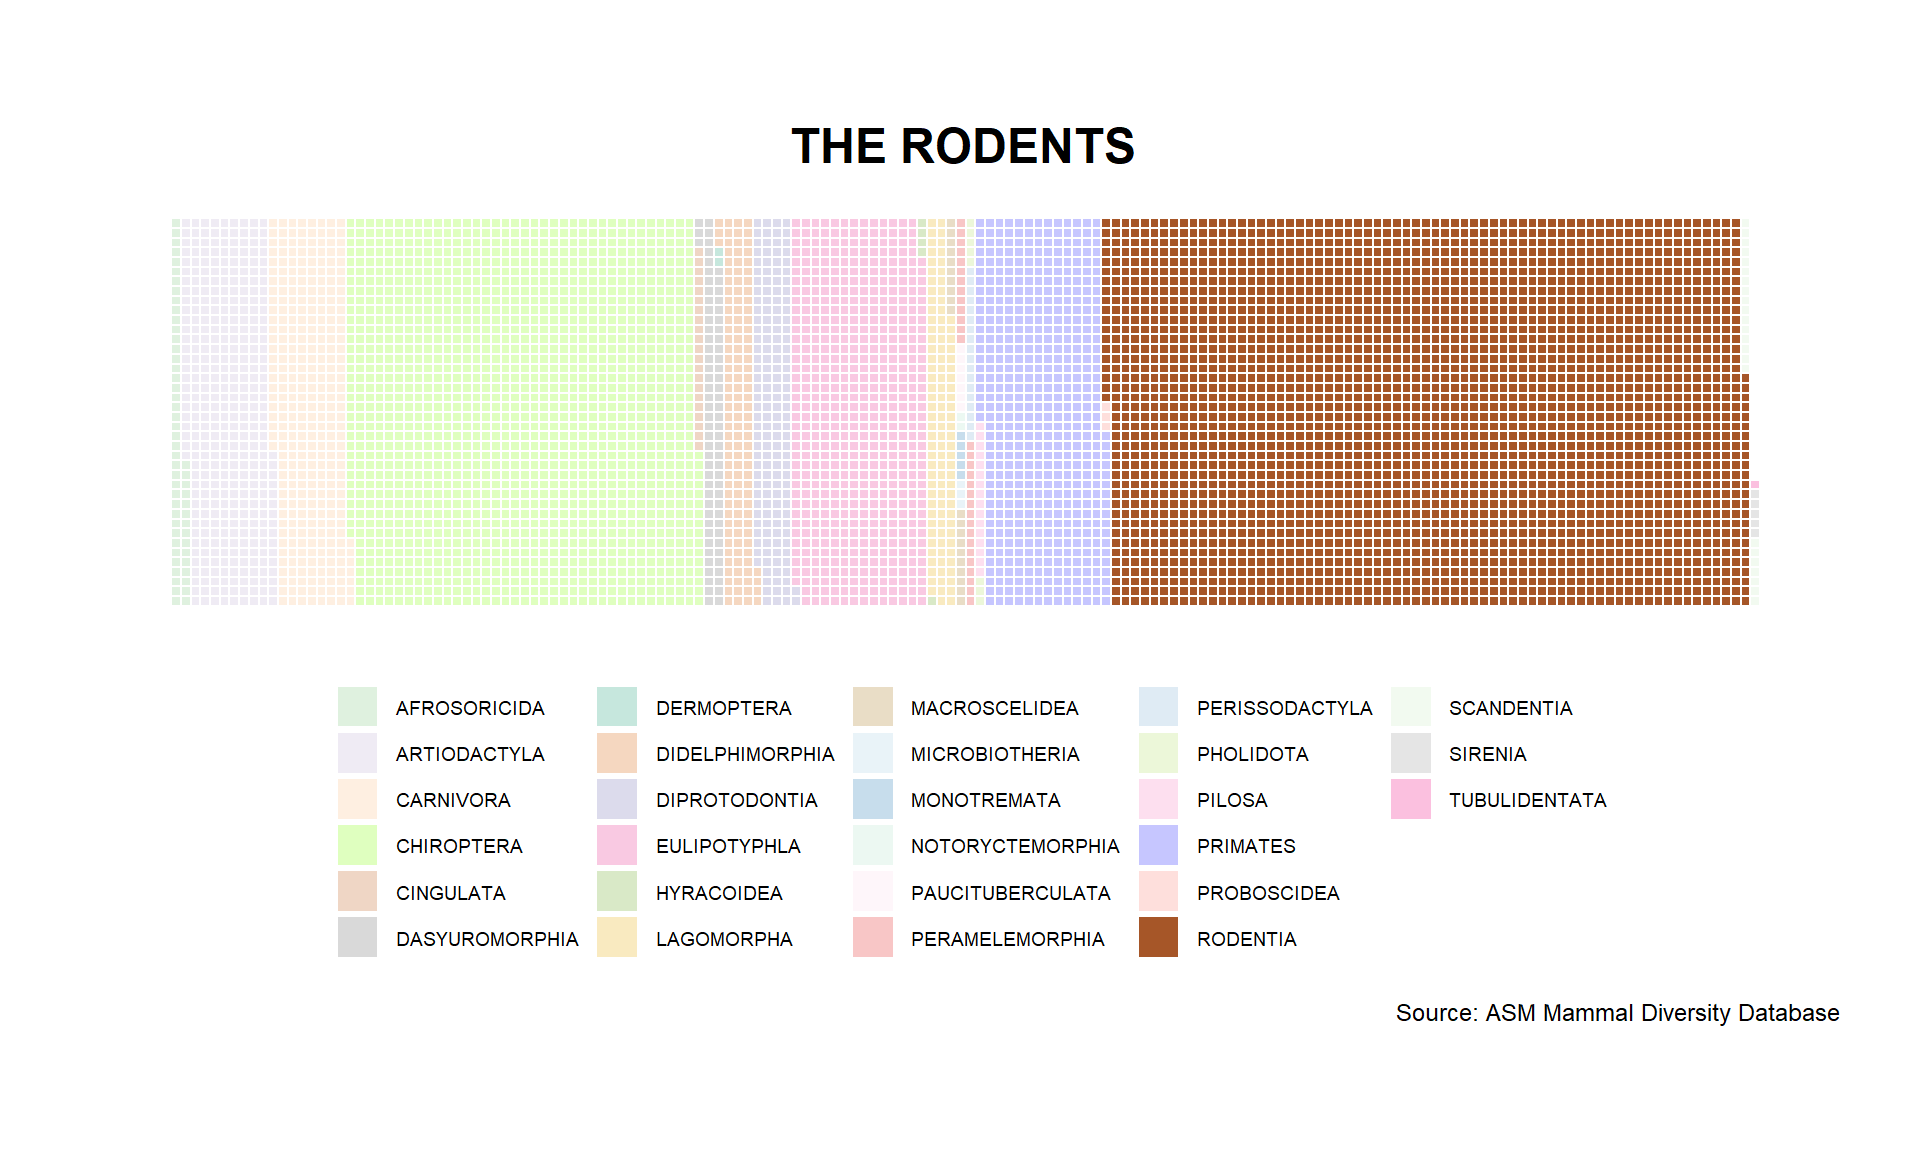 THE RODENTS
AFROSORICIDA
ARTIODACTYLA
CARNIVORA
CHIROPTERA
CINGULATA
DASYUROMORPHIA
DERMOPTERA
DIDELPHIMORPHIA
DIPROTODONTIA
EULIPOTYPHLA
HYRACOIDEA
LAGOMORPHA
MACROSCELIDEA
MICROBIOTHERIA
MONOTREMATA
NOTORYCTEMORPHIA
PAUCITUBERCULATA
PERAMELEMORPHIA
PERISSODACTYLA
PHOLIDOTA
PILOSA
PRIMATES
PROBOSCIDEA
RODENTIA
SCANDENTIA
SIRENIA
TUBULIDENTATA
Source: ASM Mammal Diversity Database